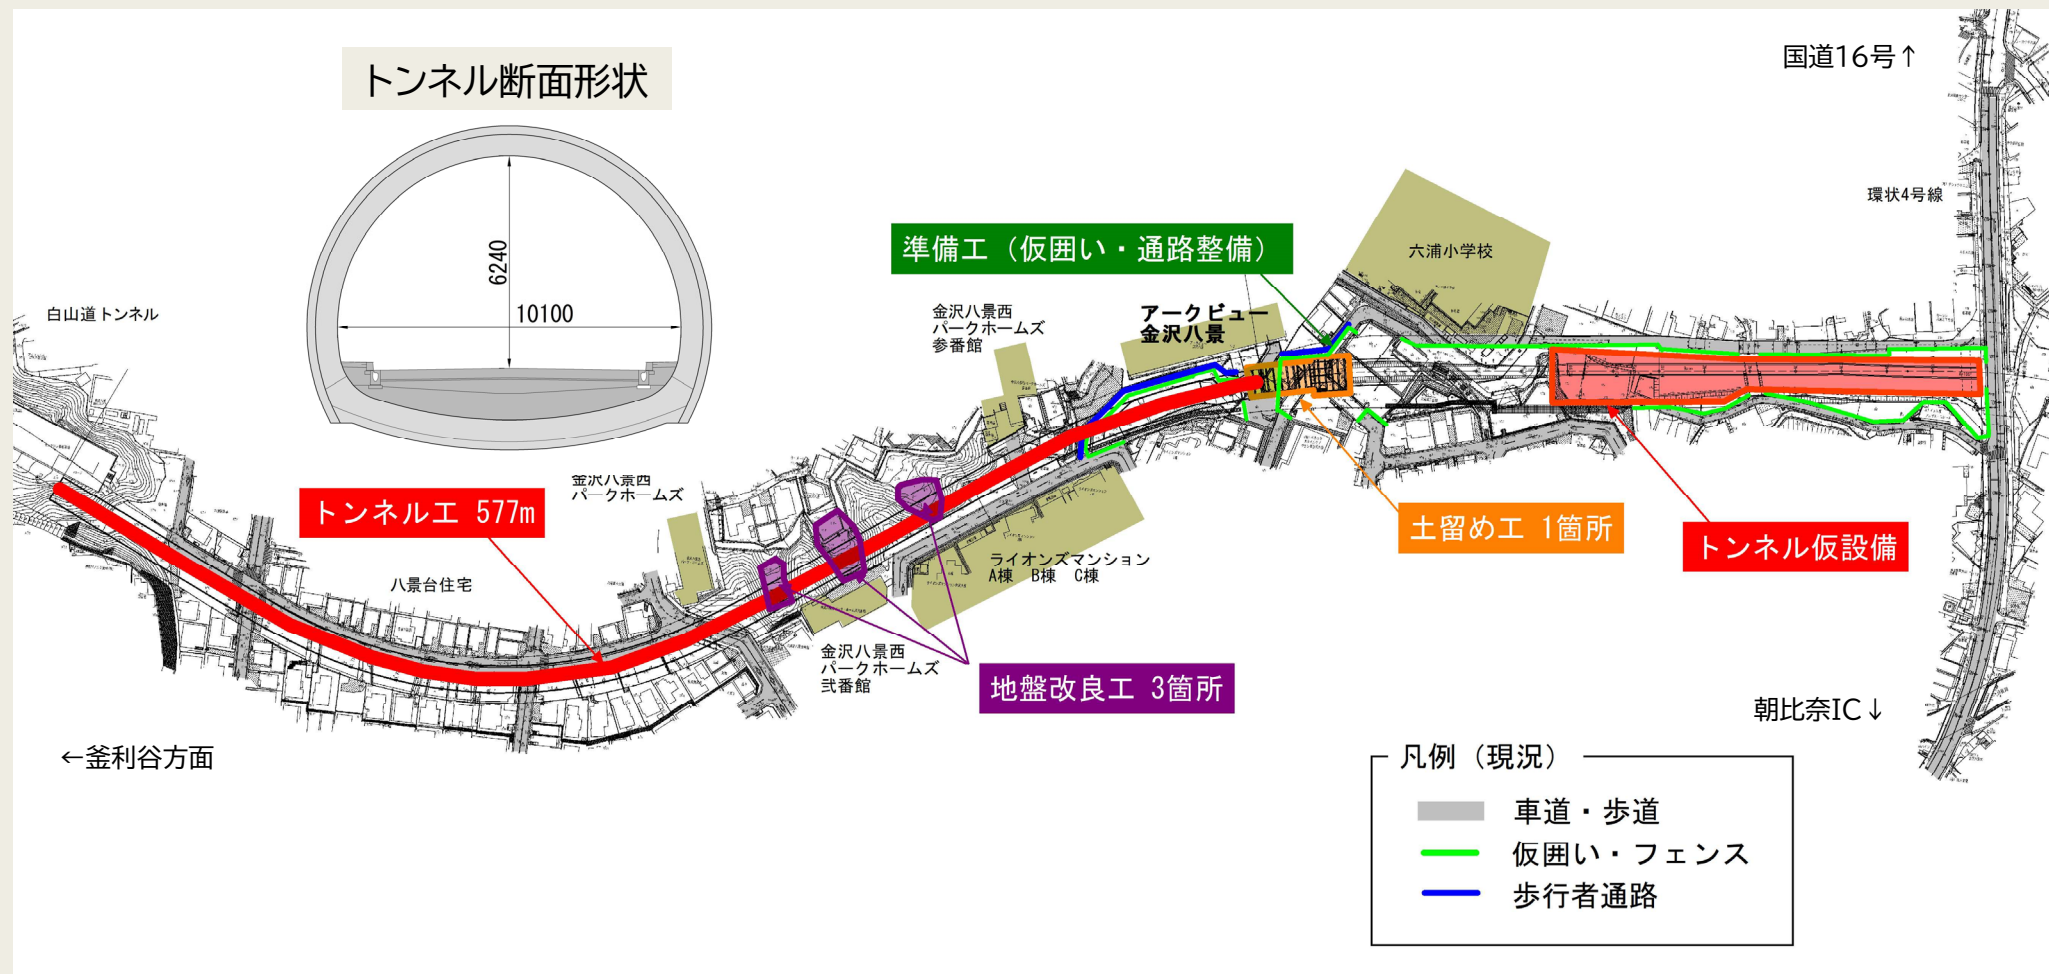 トンネル断面形状
6240
10100
国道16号↑
環状4号線
六浦小学校
準備工（仮囲い・通路整備）
アークビュー
金沢八景
金沢八景西
パークホームズ
参番館
白山道トンネル
金沢八景西
パークホームズ
トンネル工 577m
八景台住宅
ライオンズマンション
A棟 B棟 C棟
土留め工 1箇所
トンネル仮設備
金沢八景西
パークホームズ
弐番館
地盤改良工 3箇所
朝比奈IC↓
←釜利谷方面
凡例（現況）
車道・歩道
仮囲い・フェンス
歩行者通路